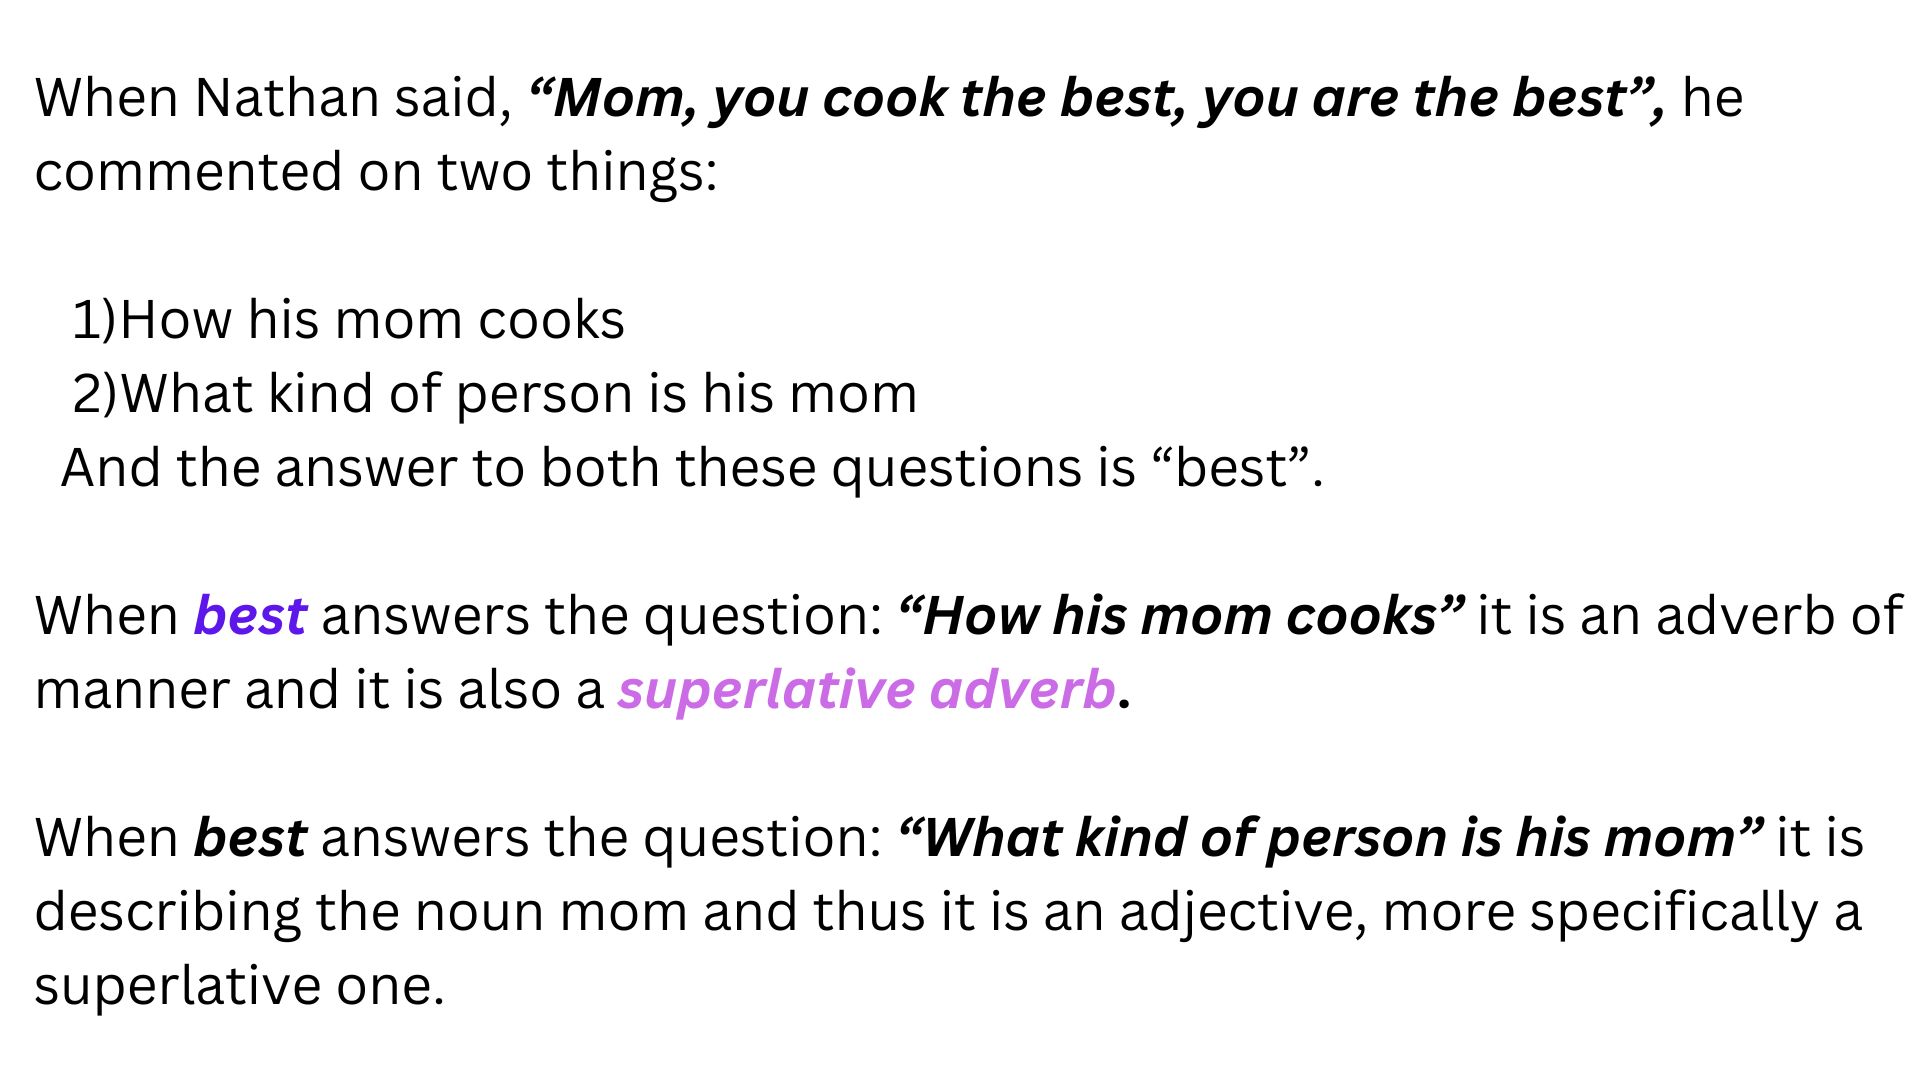 When Nathan said, “Mom, you cook the best, you are the best”, he
commented on two things:
1)How his mom cooks
2)What kind of person is his mom
And the answer to both these questions is “best”.
When best answers the question: “How his mom cooks” it is an adverb of
manner and it is also a superlative adverb.
When best answers the question: “What kind of person is his mom” it is
describing the noun mom and thus it is an adjective, more specifically a
superlative one.